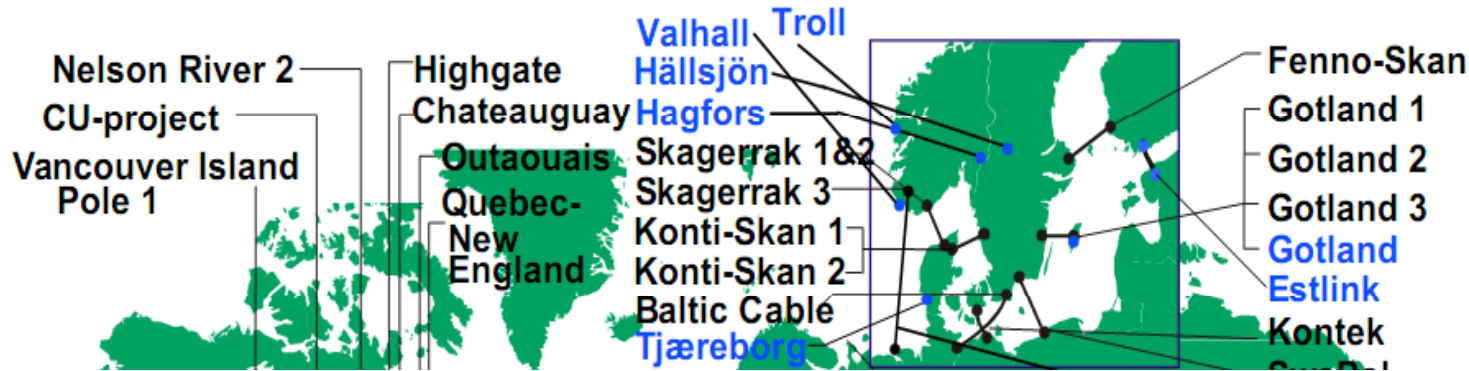 Nelson River 2
CU-project
Vancouver Island
Pole 1
Highgate
Chateauguay
Outaouais
Quebec-
New
England
Valhall
Troll
Hällsjön
Hagfors
Skagerrak 1&2
Skagerrak 3
Konti-Skan 1
Konti-Skan 2
Baltic Cable
Tjæreborg
Fenno-Skan
Gotland 1
Gotland 2
Gotland 3
Gotland
Estlink
Kontek